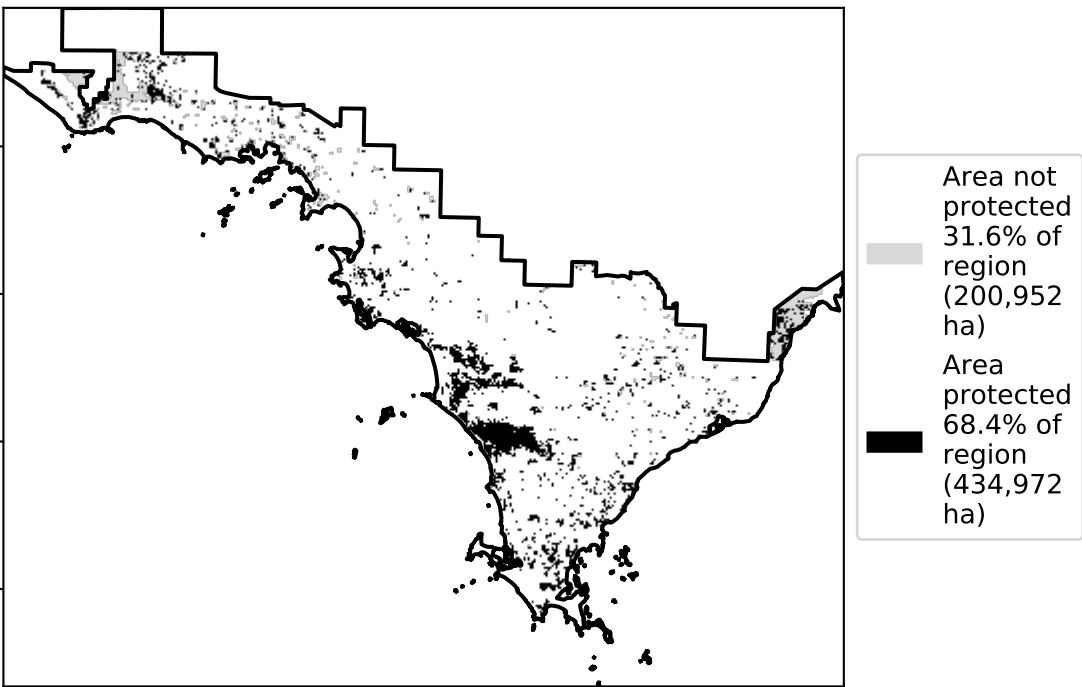 Area not
protected
31.6% of
region
(200,952
ha)
Area
protected
68.4% of
region
(434,972
ha)